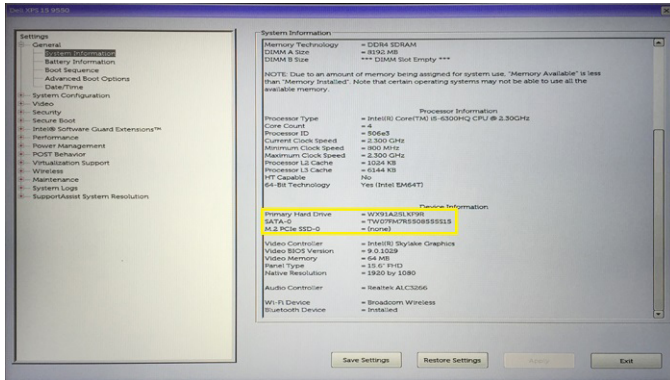 Dell XPS 15 9550
Settings
General
System Information
Battery Information
Boot Sequence
Advanced Boot Options
Date/Time
System Configuration
Video
Security
Secure Boot
Intel® Software Guard Extensions™
Performance
Power Management
POST Behavior
Virtualization Support
Wireless
Maintenance
System Logs
SupportAssist System Resolution
System Information
Memory Technology = DDR4 SDRAM
DIMM A Size = 8192 MB
DIMM B Size *** DIMM Slot Empty ***
NOTE: Due to an amount of memory being assigned for system use, "Memory Available" is less
than "Memory Installed". Note that certain operating systems may not be able to use all the
available memory.
Processor Information
Processor Type = Intel(R) Core(TM) i5-6300HQ CPU @ 2.30GHz
Core Count = 4
Processor ID = 506e3
Current Clock Speed = 2.300 GHz
Minimum Clock Speed = 800 MHz
Maximum Clock Speed = 2.300 GHz
Processor L2 Cache = 1024 KB
Processor L3 Cache = 6144 KB
HT Capable No
64-Bit Technology Yes (Intel EM64T)
Device Information
Primary Hard Drive = WX91A25LKF9R
SATA-0 = TW07FM7R5508555515
M.2 PCIe SSD-0 = (none)
Video Controller = Intel(R) Skylake Graphics
Video BIOS Version = 9.0.1029
Video Memory = 64 MB
Panel Type = 15.6" FHD
Native Resolution = 1920 by 1080
Audio Controller = Realtek ALC3266
Wi-Fi Device = Broadcom Wireless
Bluetooth Device = Installed
Save Settings Restore Settings Apply Exit